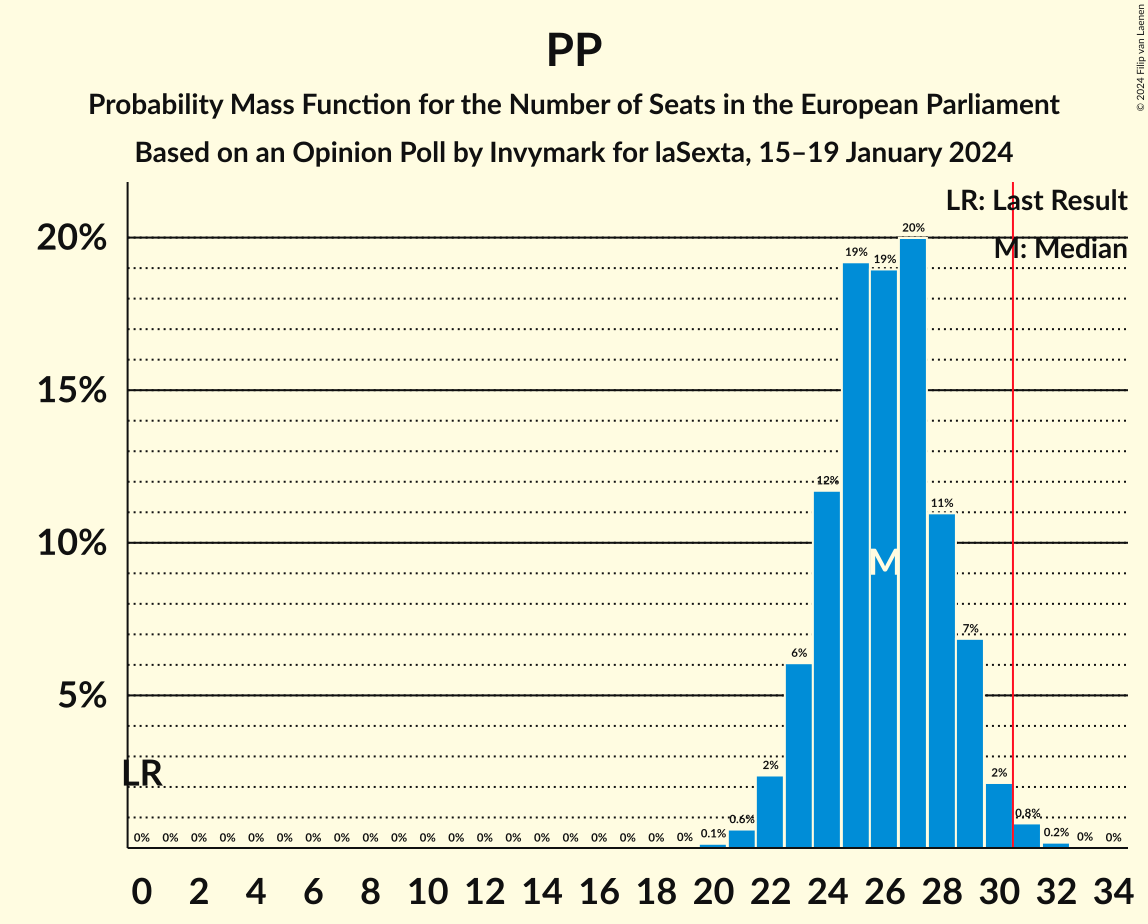 © 2024 Filip van Laenen
PP
Probability Mass Function for the Number of Seats in the European Parliament
Based on an Opinion Poll by Invymark for laSexta, 15–19 January 2024
LR: Last Result
M: Median
20%
15%
10%
5%
LR
M
0% 0% 0% 0% 0% 0% 0% 0% 0% 0% 0% 0% 0% 0% 0% 0% 0% 0% 0% 0% 0.1% 0.6% 2% 6% 12% 19% 19% 20% 11% 7% 2% 0.8% 0.2% 0% 0%
0 2 4 6 8 10 12 14 16 18 20 22 24 26 28 30 32 34